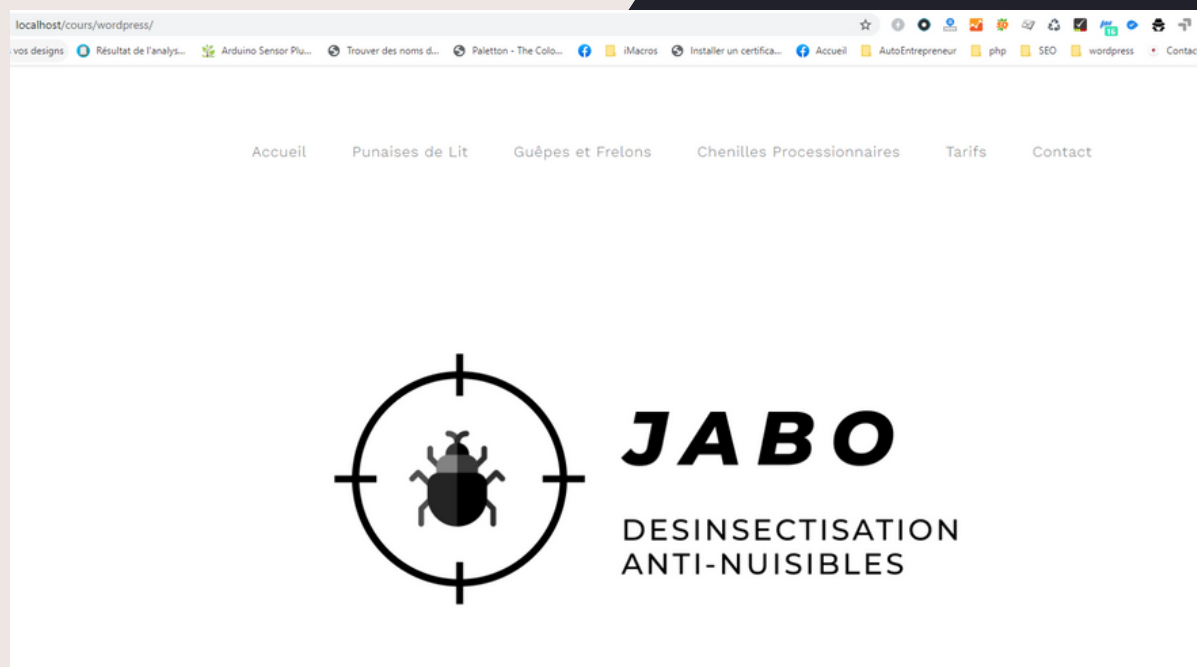 localhost/cours/wordpress/
15
vos designs Résultat de l'analys... Arduino Sensor Plu... Trouver des noms d... Paletton - The Colo... iMacros Installer un certifica... Accueil AutoEntrepreneur php SEO wordpress Contac
Accueil Punaises de Lit Guêpes et Frelons Chenilles Processionnaires Tarifs Contact
JABO
DESINSECTISATION
ANTI-NUISIBLES